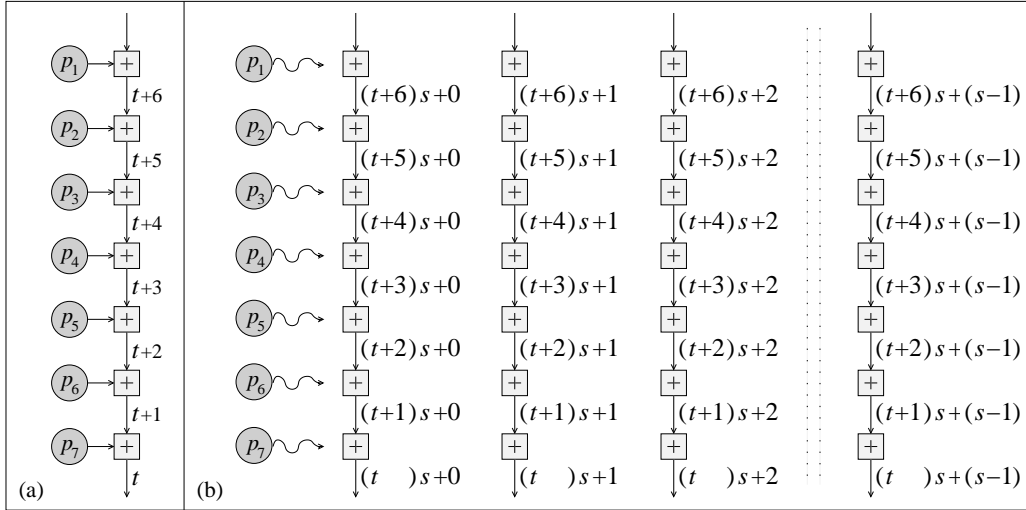 p1 + p1 + + + +
t+6 (t+6)s+0 (t+6)s+1 (t+6)s+2 (t+6)s+(s−1)
p2 + p2 + + + +
t+5 (t+5)s+0 (t+5)s+1 (t+5)s+2 (t+5)s+(s−1)
p3 + p3 + + + +
t+4 (t+4)s+0 (t+4)s+1 (t+4)s+2 (t+4)s+(s−1)
p4 + p4 + + + +
t+3 (t+3)s+0 (t+3)s+1 (t+3)s+2 (t+3)s+(s−1)
p5 + p5 + + + +
t+2 (t+2)s+0 (t+2)s+1 (t+2)s+2 (t+2)s+(s−1)
p6 + p6 + + + +
t+1 (t+1)s+0 (t+1)s+1 (t+1)s+2 (t+1)s+(s−1)
p7 + p7 + + + +
t (t )s+0 (t )s+1 (t )s+2 (t )s+(s−1)
(a) (b)